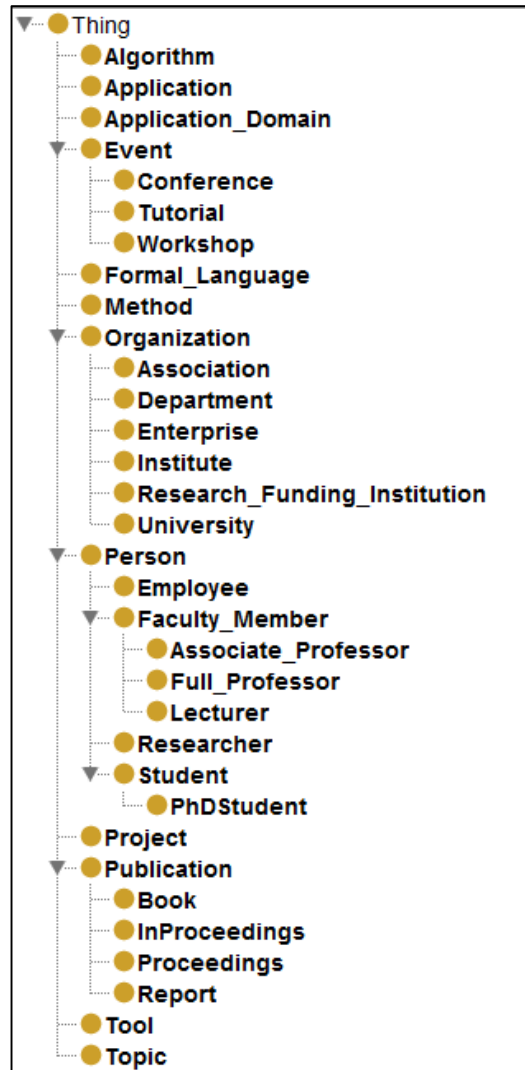 Thing
Algorithm
Application
Application_Domain
Event
Conference
Tutorial
Workshop
Formal_Language
Method
Organization
Association
Department
Enterprise
Institute
Research_Funding_Institution
University
Person
Employee
Faculty_Member
Associate_Professor
Full_Professor
Lecturer
Researcher
Student
PhDStudent
Project
Publication
Book
InProceedings
Proceedings
Report
Tool
Topic